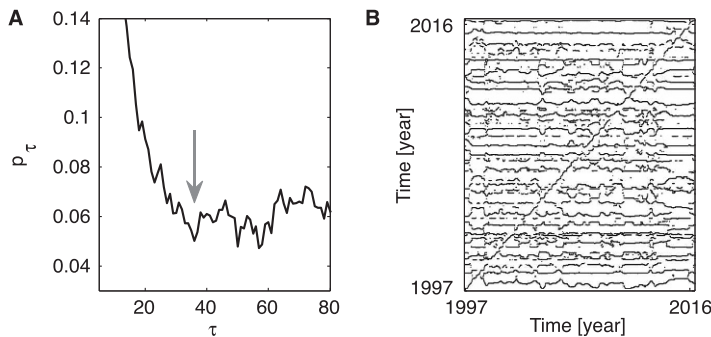 A
0.14
0.12
0.1
0.08
0.06
0.04
p τ
20
40
60
80
τ
B
2016
1997
Time [year]
1997
2016
Time [year]